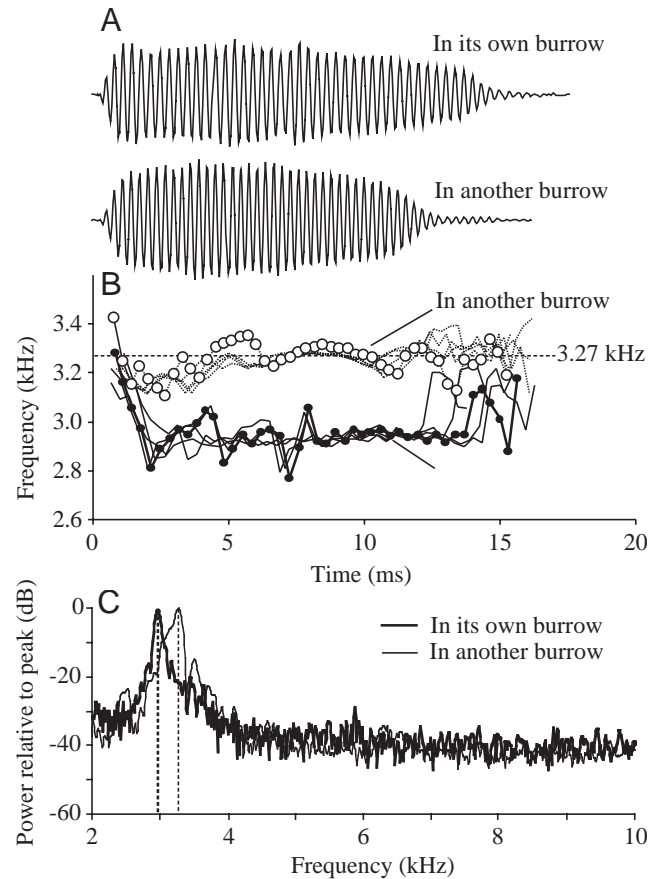 A
In its own burrow
In another burrow
B
In another burrow
3.4
3.27 kHz
3.2
3.0
2.8
2.6
Frequency (kHz)
0 5 10 15 20
Time (ms)
C
0
-20
-40
-60
Power relative to peak (dB)
In its own burrow
In another burrow
2 4 6 8 10
Frequency (kHz)